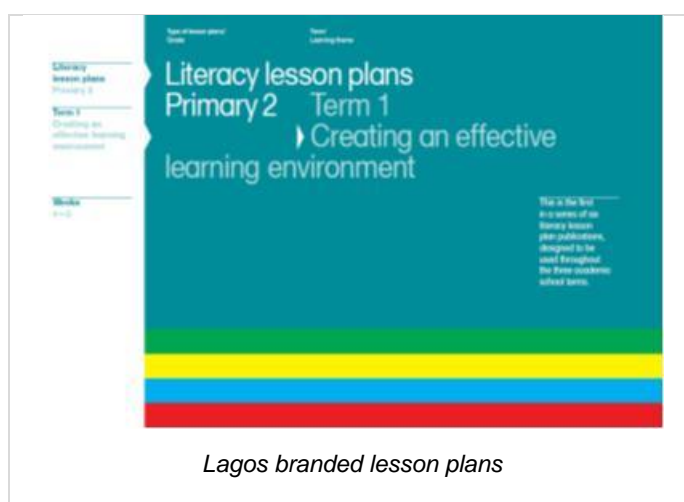 Type of lesson plans/
Grade
Term/
Learning theme
Literacy
lesson plans
Primary 2
Term 1
Creating an
effective learning
environment
Weeks
Literacy lesson plans
Primary 2 Term 1
Creating an effective
learning environment
This is the first
in a series of six
literacy lesson
plan publications,
designed to be
used throughout
the three academic
school terms.
Lagos branded lesson plans